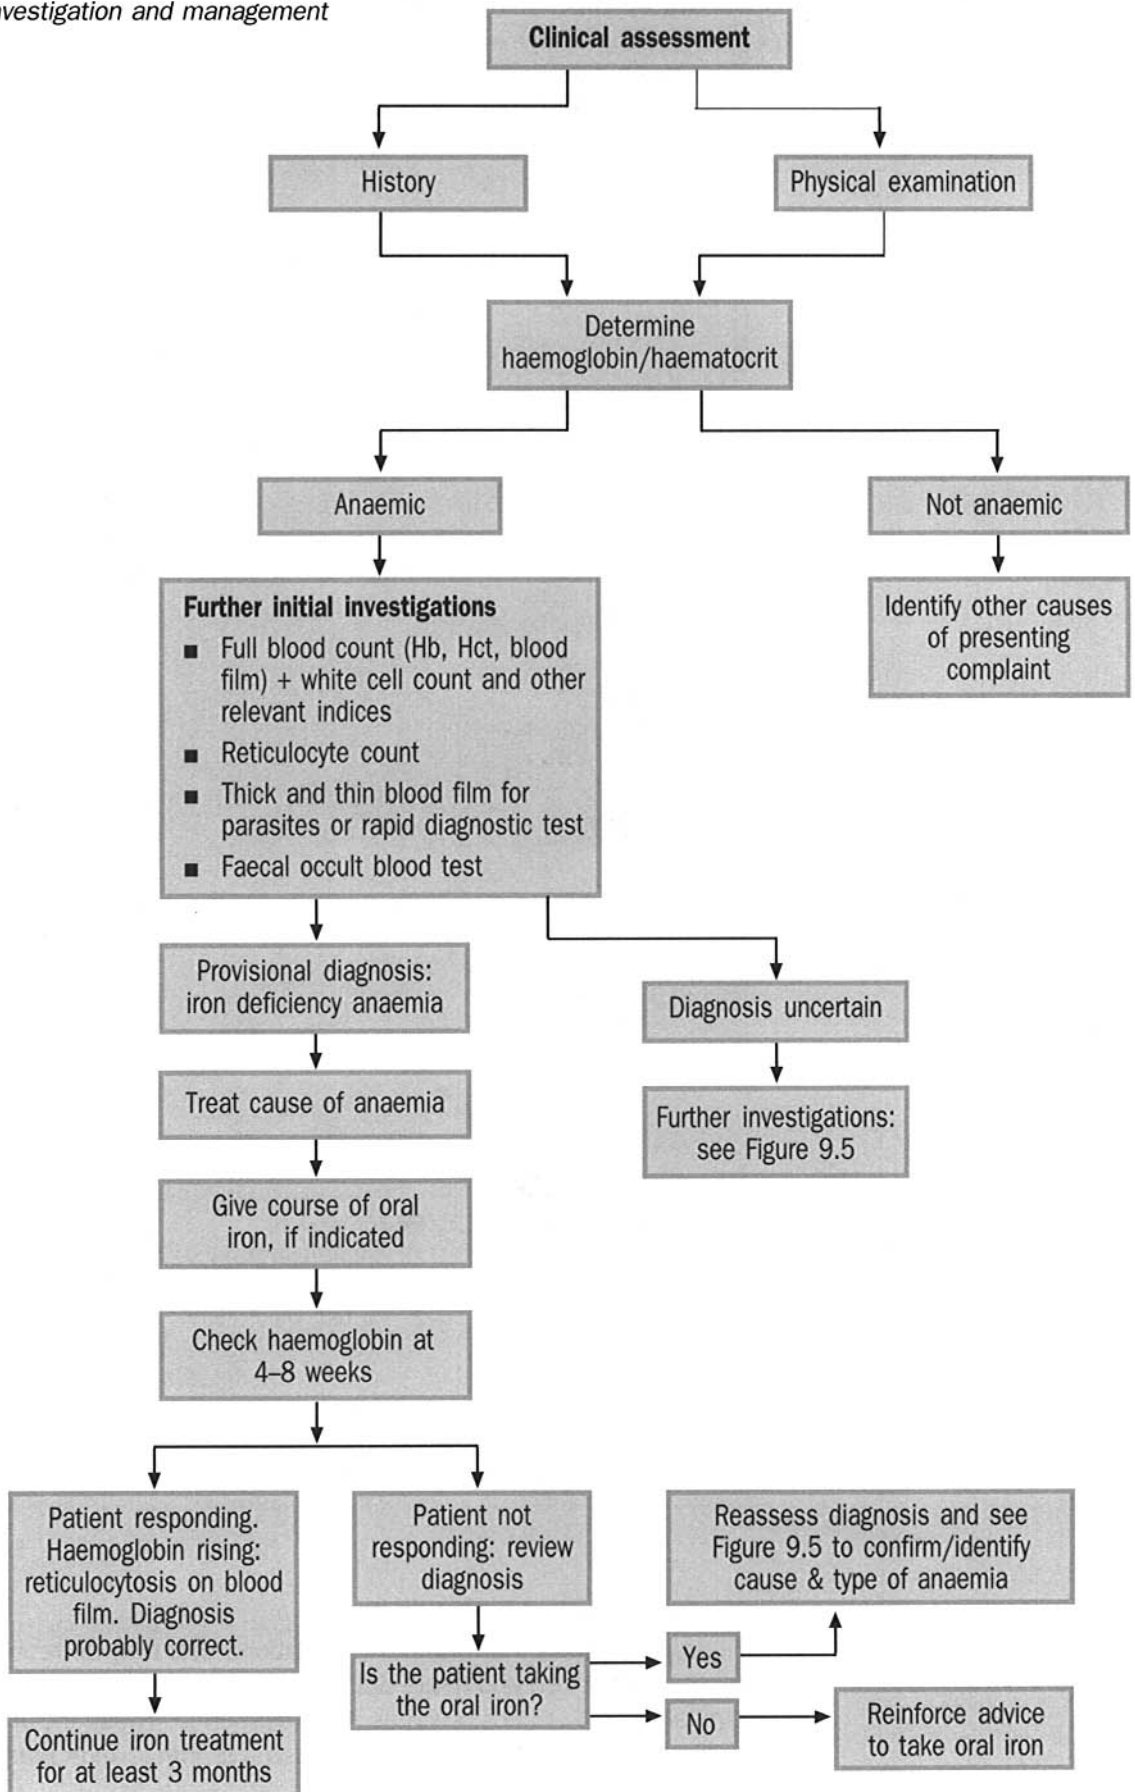 nvestigation and management
Clinical assessment
History
Physical examination
Determine
haemoglobin/haematocrit
Anaemic
Not anaemic
Further initial investigations
■ Full blood count (Hb, Hct, blood
film) + white cell count and other
relevant indices
■ Reticulocyte count
■ Thick and thin blood film for
parasites or rapid diagnostic test
■ Faecal occult blood test
Identify other causes
of presenting
complaint
Provisional diagnosis:
iron deficiency anaemia
Diagnosis uncertain
Treat cause of anaemia
Further investigations:
see Figure 9.5
Give course of oral
iron, if indicated
Check haemoglobin at
4–8 weeks
Patient responding.
Haemoglobin rising:
reticulocytosis on blood
film. Diagnosis
probably correct.
Patient not
responding: review
diagnosis
Reassess diagnosis and see
Figure 9.5 to confirm/identify
cause & type of anaemia
Is the patient taking
the oral iron?
Yes
No
Reinforce advice
to take oral iron
Continue iron treatment
for at least 3 months